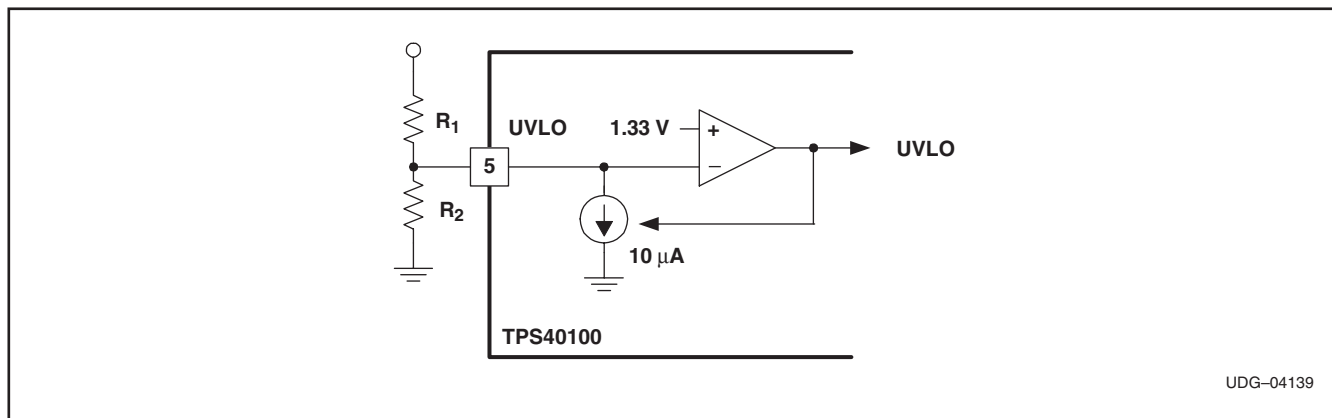 R1
UVLO
1.33 V
+
–
UVLO
5
R2
10 μA
TPS40100
UDG–04139